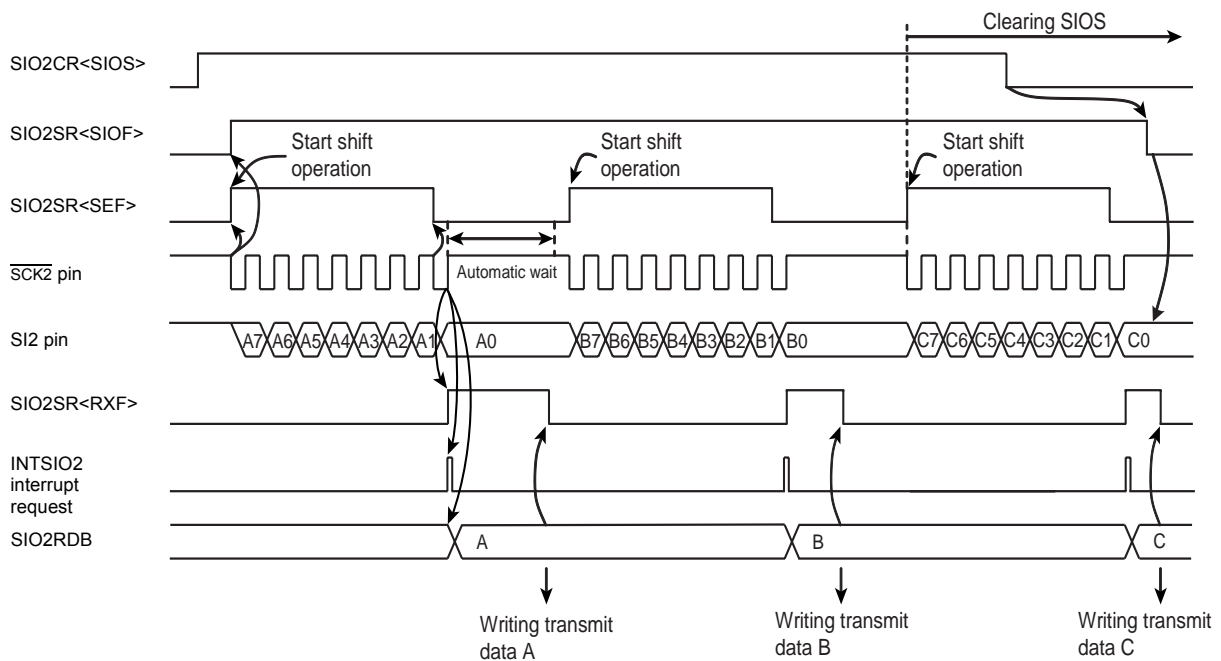 Clearing SIOS
SIO2CR<SIOS>
SIO2SR<SIOF>
Start shift
operation
Start shift
operation
Start shift
operation
SIO2SR<SEF>
SCK2 pin
Automatic wait
SI2 pin
A7 A6 A5 A4 A3 A2 A1 A0 B7 B6 B5 B4 B3 B2 B1 B0 C7 C6 C5 C4 C3 C2 C1 C0
SIO2SR<RXF>
INTSIO2
interrupt
request
SIO2RDB
A B C
Writing transmit
data A
Writing transmit
data B
Writing transmit
data C